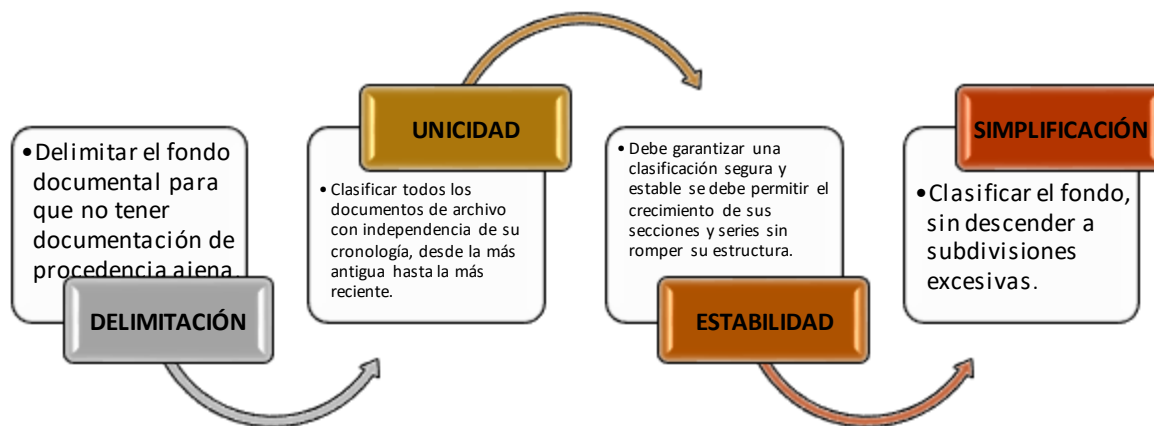 •Delimitar el fondo
documental para
que no tener
documentación de
procedencia ajena.
DELIMITACIÓN
UNICIDAD
•Clasificar todos los
documentos de archivo
con independencia de su
cronología, desde la más
antigua hasta la más
reciente.
•Debe garantizar una
clasificación segura y
estable se debe permitir el
crecimiento de sus
secciones y series sin
romper su estructura.
ESTABILIDAD
SIMPLIFICACIÓN
•Clasificar el fondo,
sin descender a
subdivisiones
excesivas.